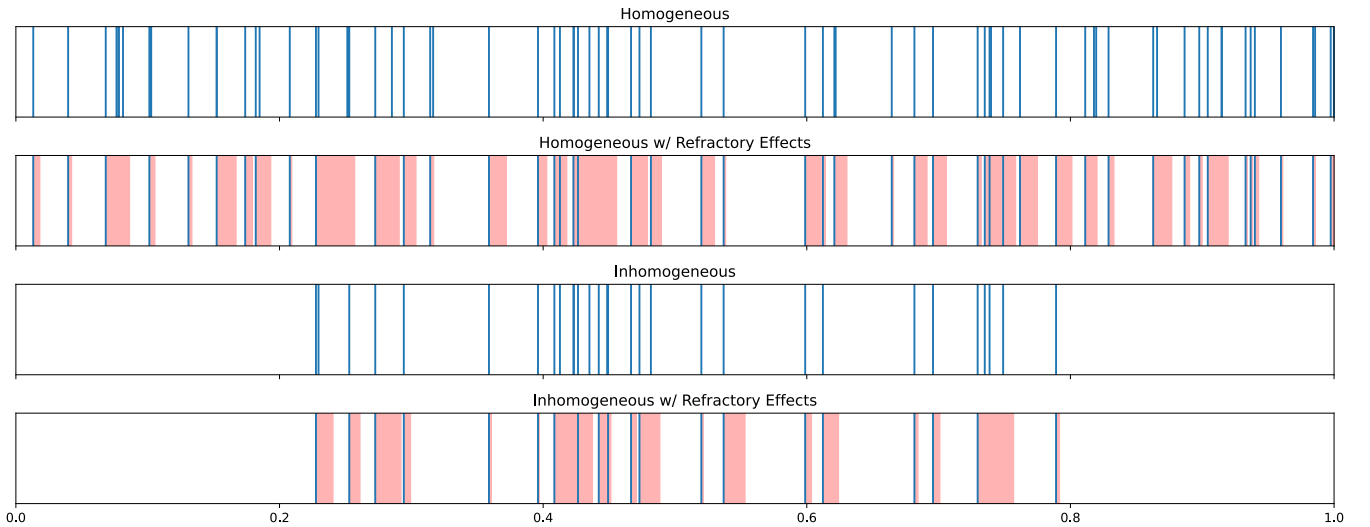 Homogeneous
Homogeneous w/ Refractory Effects
Inhomogeneous
Inhomogeneous w/ Refractory Effects
0.0 0.2 0.4 0.6 0.8 1.0